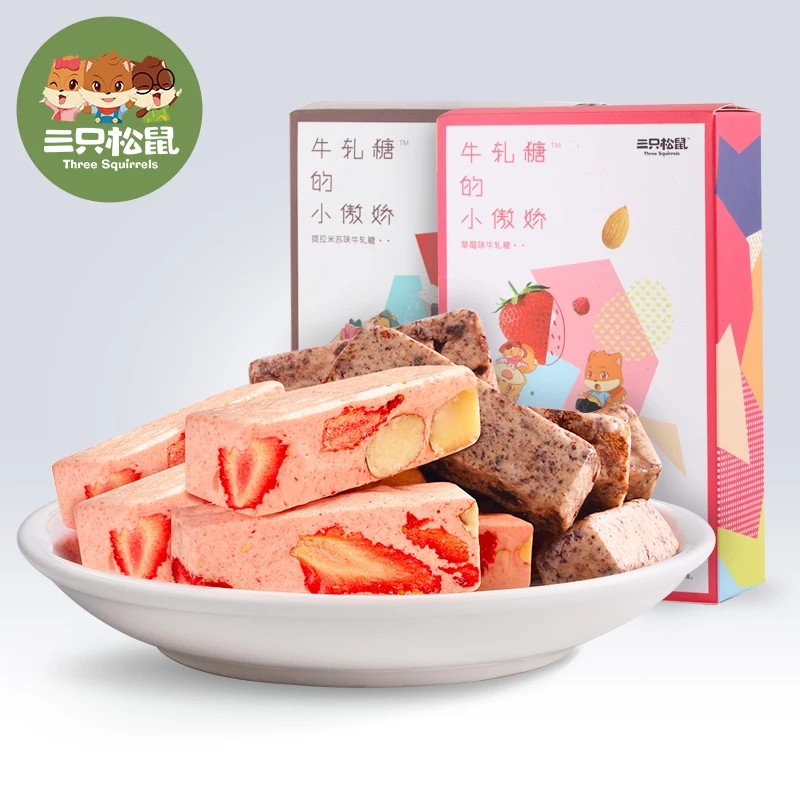 三只松鼠
Three Squirrels
牛轧糖™
的
小傲娇
提拉米苏味牛轧糖··
三只松鼠™
Three Squirrels
牛轧糖™
的
小傲娇
草莓味牛轧糖··